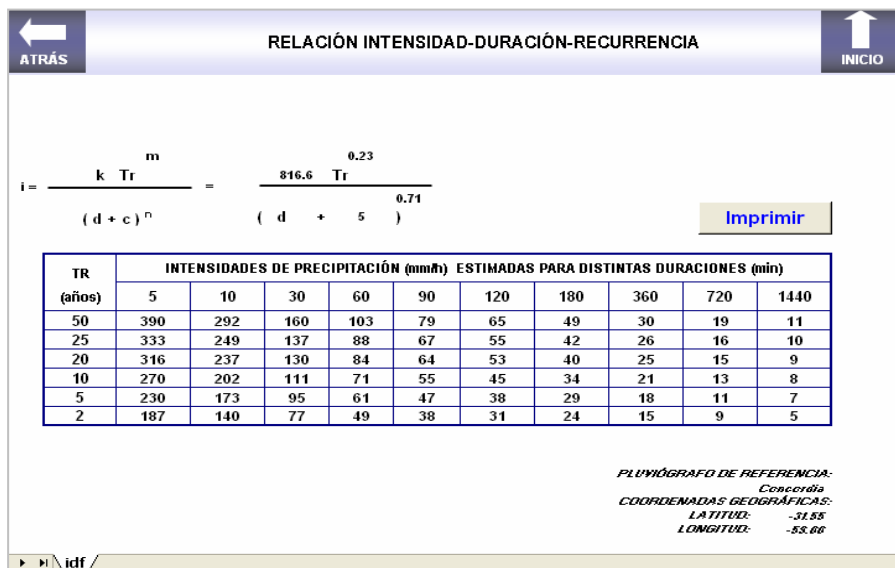 ATRÁS
RELACIÓN INTENSIDAD-DURACIÓN-RECURRENCIA
INICIO
m 0.23
k Tr 816.6 Tr
i = =
0.71
( d + c ) n ( d + 5 )
Imprimir
TR INTENSIDADES DE PRECIPITACIÓN (mm/h) ESTIMADAS PARA DISTINTAS DURACIONES (min)
(años) 5 10 30 60 90 120 180 360 720 1440
50 390 292 160 103 79 65 49 30 19 11
25 333 249 137 88 67 55 42 26 16 10
20 316 237 130 84 64 53 40 25 15 9
10 270 202 111 71 55 45 34 21 13 8
5 230 173 95 61 47 38 29 18 11 7
2 187 140 77 49 38 31 24 15 9 5
PLUVIÓGRAFO DE REFERENCIA:
Concordia
COORDENADAS GEOGRÁFICAS:
LATITUD: -31.55
LONGITUD:
idf